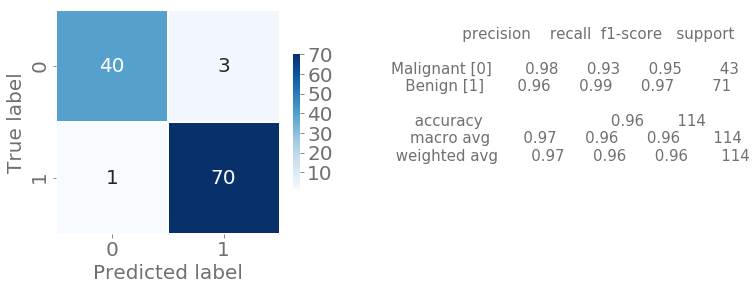 40 3
1 70
0 1
Predicted label
True label
0
1
70
60
50
40
30
20
10
precision recall f1-score support
Malignant [0] 0.98 0.93 0.95 43
Benign [1] 0.96 0.99 0.97 71
accuracy 0.96 114
macro avg 0.97 0.96 0.96 114
weighted avg 0.97 0.96 0.96 114